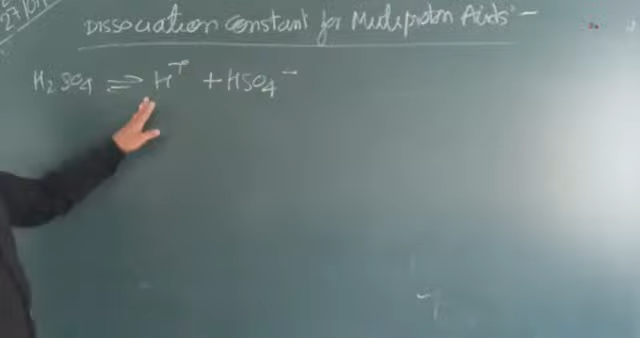 Dissociation constant for Multiproton Acids:-
H₂SO₄ ⇌ H⁺ + HSO₄⁻